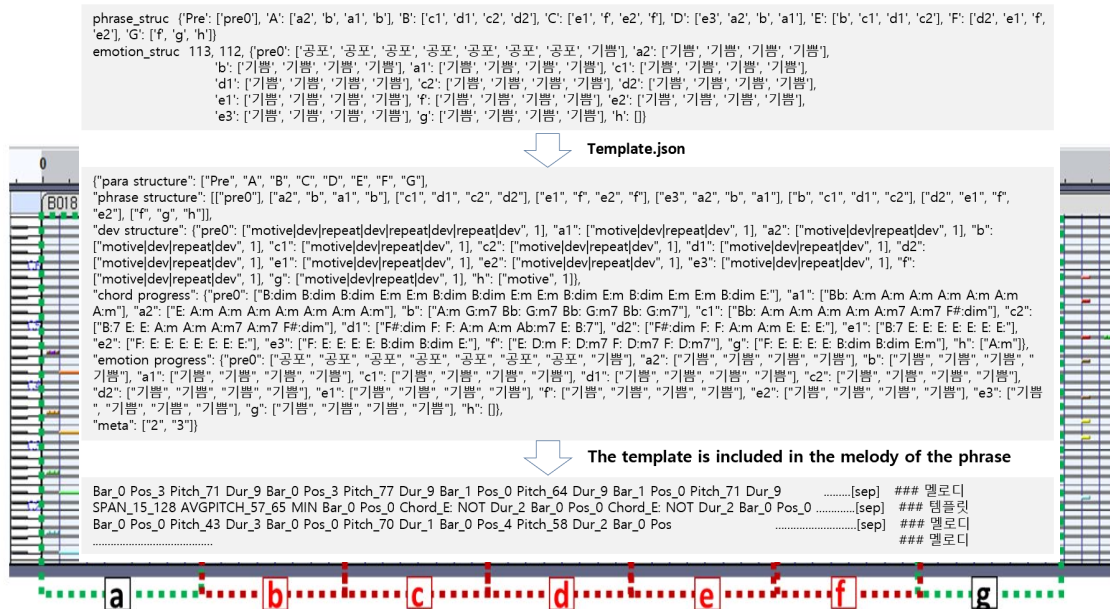 phrase_struc {'Pre': ['pre0'], 'A': ['a2', 'b', 'a1', 'b'], 'B': ['c1', 'd1', 'c2', 'd2'], 'C': ['e1', 'f', 'e2', 'f'], 'D': ['e3', 'a2', 'b', 'a1'], 'E': ['b', 'c1', 'd1', 'c2'], 'F': ['d2', 'e1', 'f',
'e2'], 'G': ['f', 'g', 'h']}
emotion_struc 113, 112, {'pre0': ['공포', '공포', '공포', '공포', '공포', '공포', '공포', '기쁨'], 'a2': ['기쁨', '기쁨', '기쁨', '기쁨'],
'b': ['기쁨', '기쁨', '기쁨', '기쁨'], 'a1': ['기쁨', '기쁨', '기쁨', '기쁨'], 'c1': ['기쁨', '기쁨', '기쁨', '기쁨'],
'd1': ['기쁨', '기쁨', '기쁨', '기쁨'], 'c2': ['기쁨', '기쁨', '기쁨', '기쁨'], 'd2': ['기쁨', '기쁨', '기쁨', '기쁨'],
'e1': ['기쁨', '기쁨', '기쁨', '기쁨'], 'f': ['기쁨', '기쁨', '기쁨', '기쁨'], 'e2': ['기쁨', '기쁨', '기쁨', '기쁨'],
'e3': ['기쁨', '기쁨', '기쁨', '기쁨'], 'g': ['기쁨', '기쁨', '기쁨', '기쁨'], 'h': []}
Template.json
0
B018
{"para structure": ["Pre", "A", "B", "C", "D", "E", "F", "G"],
"phrase structure": [["pre0"], ["a2", "b", "a1", "b"], ["c1", "d1", "c2", "d2"], ["e1", "f", "e2", "f"], ["e3", "a2", "b", "a1"], ["b", "c1", "d1", "c2"], ["d2", "e1", "f",
"e2"], ["f", "g", "h"]],
"dev structure": {"pre0": ["motive|dev|repeat|dev|repeat|dev|repeat|dev", 1], "a1": ["motive|dev|repeat|dev", 1], "a2": ["motive|dev|repeat|dev", 1], "b":
["motive|dev|repeat|dev", 1], "c1": ["motive|dev|repeat|dev", 1], "c2": ["motive|dev|repeat|dev", 1], "d1": ["motive|dev|repeat|dev", 1], "d2":
["motive|dev|repeat|dev", 1], "e1": ["motive|dev|repeat|dev", 1], "e2": ["motive|dev|repeat|dev", 1], "e3": ["motive|dev|repeat|dev", 1], "f":
["motive|dev|repeat|dev", 1], "g": ["motive|dev|repeat|dev", 1], "h": ["motive", 1]},
"chord progress": {"pre0": ["B:dim B:dim B:dim E:m E:m B:dim B:dim E:m E:m B:dim E:m B:dim E:m E:m B:dim E:"], "a1": ["Bb: A:m A:m A:m A:m A:m A:m
A:m"], "a2": ["E: A:m A:m A:m A:m A:m A:m A:m"], "b": ["A:m G:m7 Bb: G:m7 Bb: G:m7 Bb: G:m7"], "c1": ["Bb: A:m A:m A:m A:m A:m7 A:m7 F#:dim"], "c2":
["B:7 E: E: A:m A:m A:m7 A:m7 F#:dim"], "d1": ["F#:dim F: F: A:m A:m Ab:m7 E: B:7"], "d2": ["F#:dim F: F: A:m A:m E: E: E:"], "e1": ["B:7 E: E: E: E: E: E: E:"],
"e2": ["F: E: E: E: E: E: E: E:"], "e3": ["F: E: E: E: E: B:dim B:dim E:"], "f": ["E: D:m F: D:m7 F: D:m7 F: D:m7"], "g": ["F: E: E: E: E: B:dim B:dim E:m"], "h": ["A:m"]},
"emotion progress": {"pre0": ["공포", "공포", "공포", "공포", "공포", "공포", "공포", "기쁨"], "a2": ["기쁨", "기쁨", "기쁨", "기쁨"], "b": ["기쁨", "기쁨", "기쁨", "
기쁨"], "a1": ["기쁨", "기쁨", "기쁨", "기쁨"], "c1": ["기쁨", "기쁨", "기쁨", "기쁨"], "d1": ["기쁨", "기쁨", "기쁨", "기쁨"], "c2": ["기쁨", "기쁨", "기쁨", "기쁨"],
"d2": ["기쁨", "기쁨", "기쁨", "기쁨"], "e1": ["기쁨", "기쁨", "기쁨", "기쁨"], "f": ["기쁨", "기쁨", "기쁨", "기쁨"], "e2": ["기쁨", "기쁨", "기쁨", "기쁨"], "e3": ["기쁨
", "기쁨", "기쁨", "기쁨"], "g": ["기쁨", "기쁨", "기쁨", "기쁨"], "h": []},
"meta": ["2", "3"]}
The template is included in the melody of the phrase
Bar_0 Pos_3 Pitch_71 Dur_9 Bar_0 Pos_3 Pitch_77 Dur_9 Bar_1 Pos_0 Pitch_64 Dur_9 Bar_1 Pos_0 Pitch_71 Dur_9 .........[sep] ### 멜로디
SPAN_15_128 AVGPITCH_57_65 MIN Bar_0 Pos_0 Chord_E: NOT Dur_2 Bar_0 Pos_0 Chord_E: NOT Dur_2 Bar_0 Pos_0 .............[sep] ### 템플릿
Bar_0 Pos_0 Pitch_43 Dur_3 Bar_0 Pos_0 Pitch_70 Dur_1 Bar_0 Pos_4 Pitch_58 Dur_2 Bar_0 Pos ...........................[sep] ### 멜로디
........................................ ### 멜로디
a b c d e f g